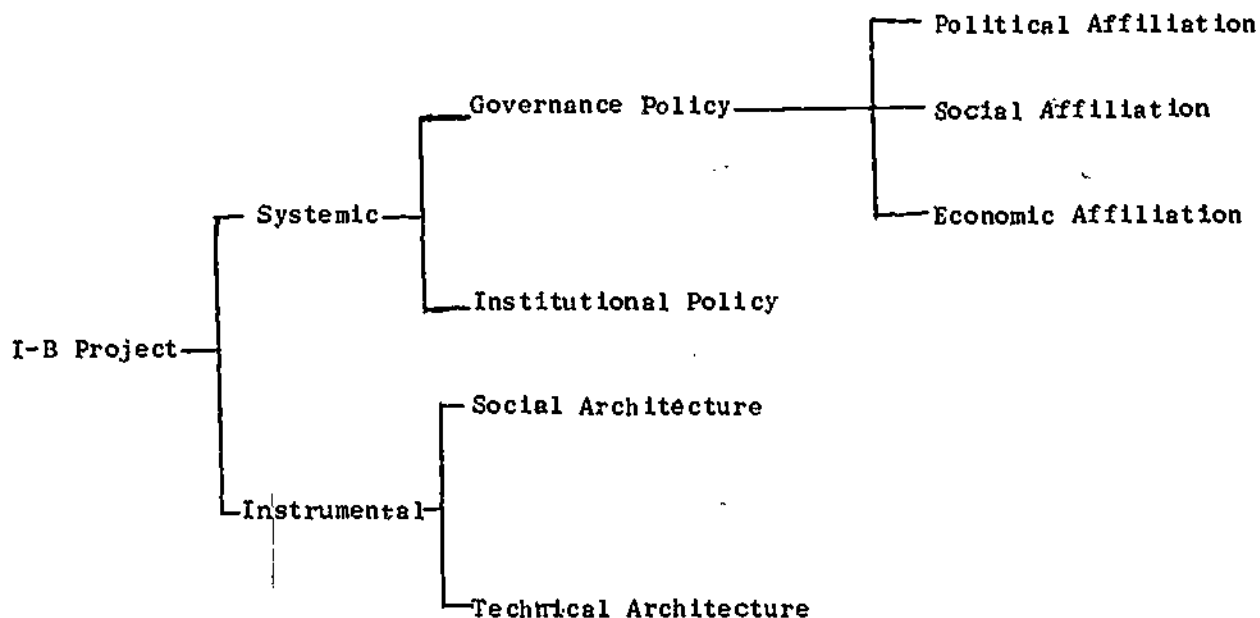 Political Affiliation
Governance Policy
Social Affiliation
Systemic
Economic Affiliation
Institutional Policy
I-B Project
Social Architecture
Instrumental
Technical Architecture